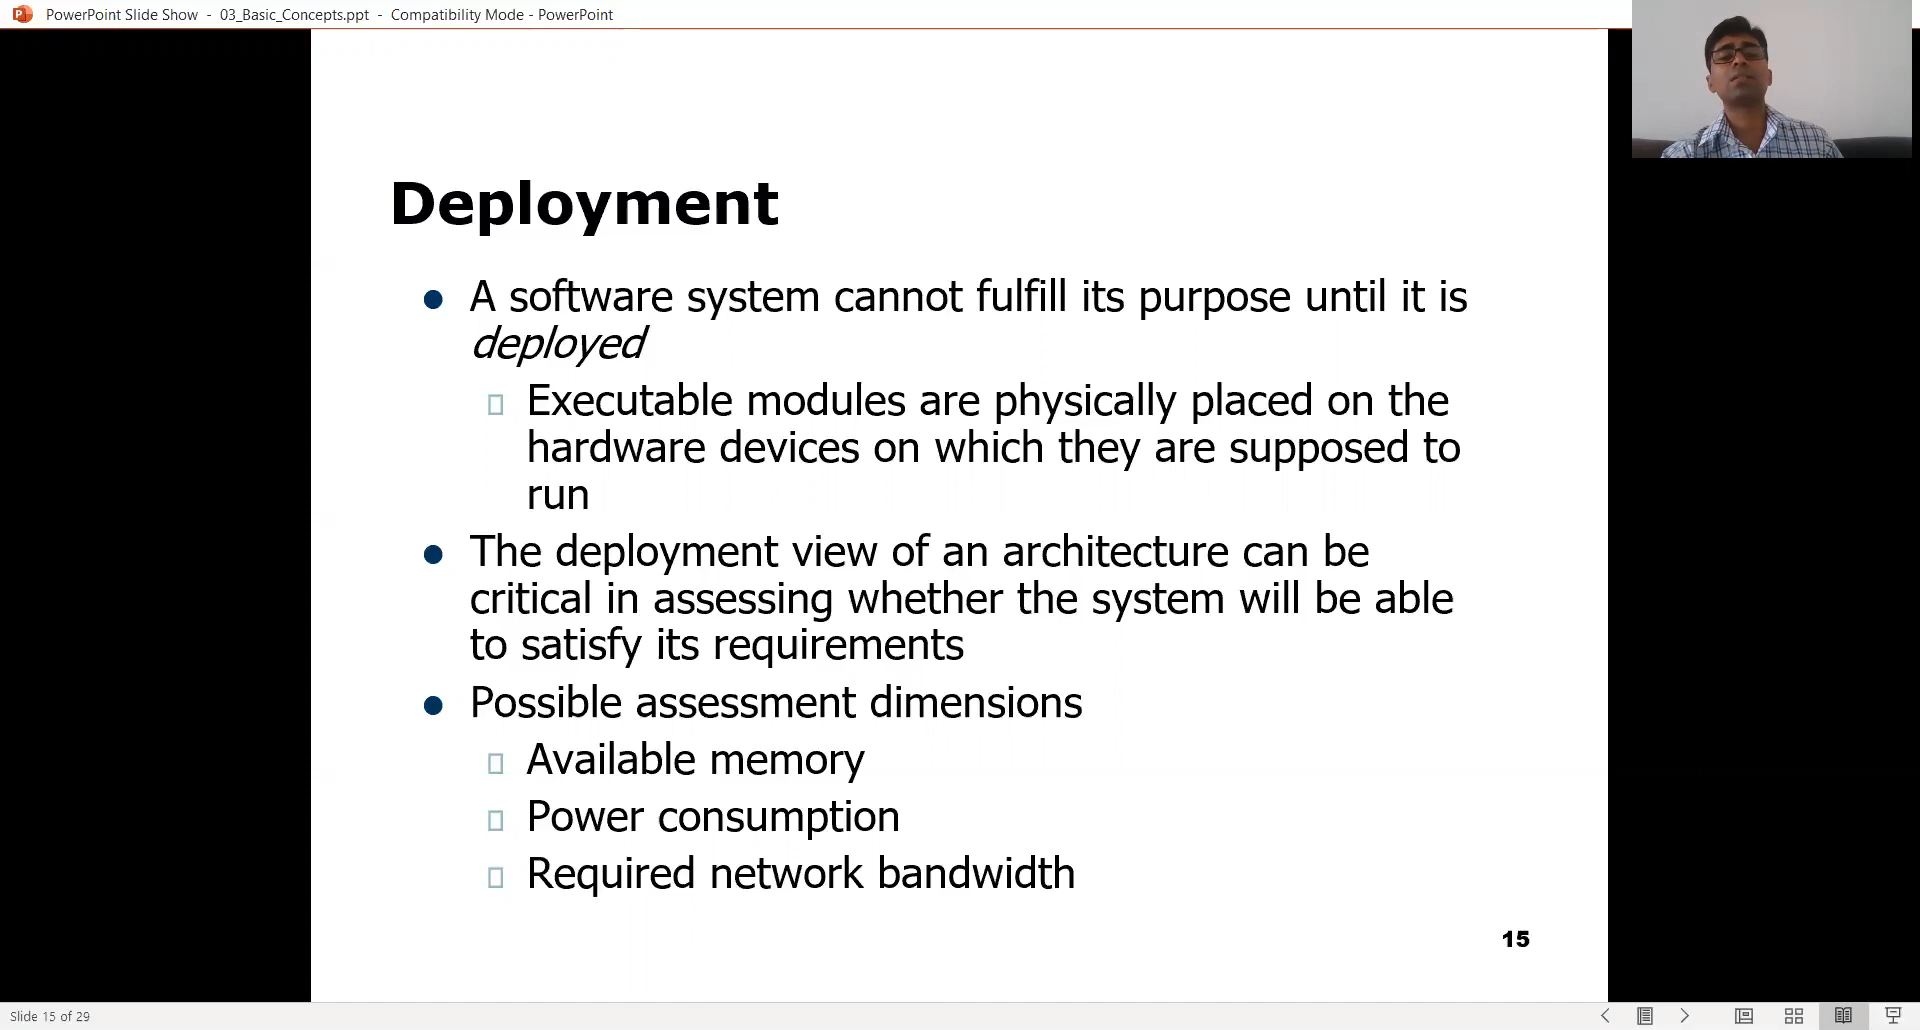 PowerPoint Slide Show - 03_Basic_Concepts.ppt - Compatibility Mode - PowerPoint
Deployment
A software system cannot fulfill its purpose until it is
deployed
Executable modules are physically placed on the
hardware devices on which they are supposed to
run
The deployment view of an architecture can be
critical in assessing whether the system will be able
to satisfy its requirements
Possible assessment dimensions
Available memory
Power consumption
Required network bandwidth
15
Slide 15 of 29